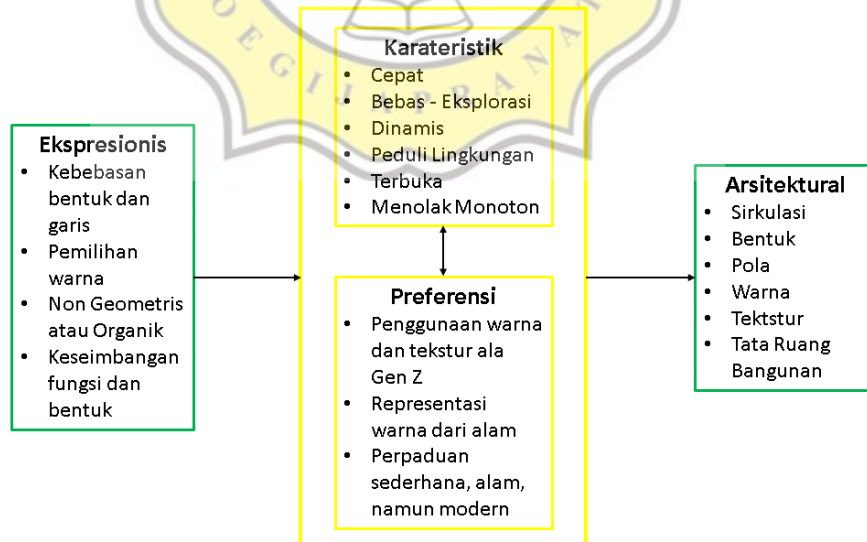 OEGIJAPRANAT
Karateristik
• Cepat
• Bebas - Eksplorasi
• Dinamis
• Peduli Lingkungan
• Terbuka
• Menolak Monoton
Ekspresionis
• Kebebasan
bentuk dan
garis
• Pemilihan
warna
• Non Geometris
atau Organik
• Keseimbangan
fungsi dan
bentuk
Preferensi
• Penggunaan warna
dan tekstur ala
Gen Z
• Representasi
warna dari alam
• Perpaduan
sederhana, alam,
namun modern
Arsitektural
• Sirkulasi
• Bentuk
• Pola
• Warna
• Tektstur
• Tata Ruang
Bangunan